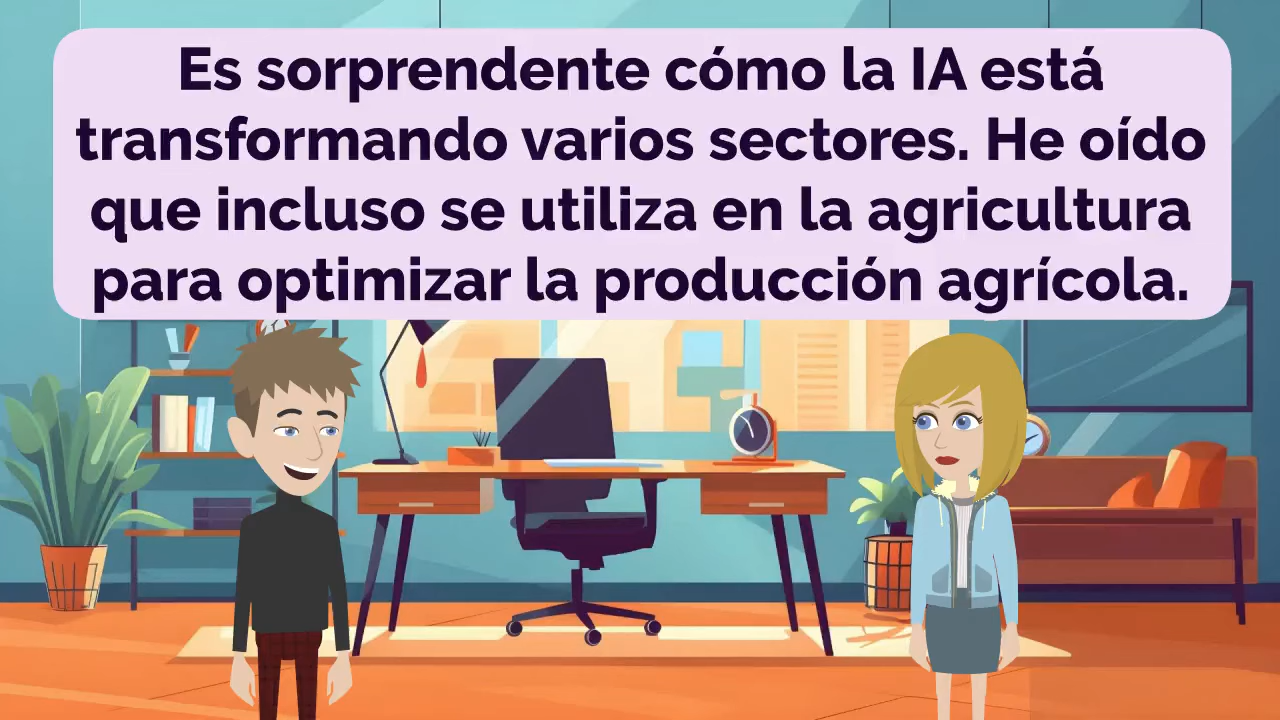 Es sorprendente cómo la IA está
transformando varios sectores. He oído
que incluso se utiliza en la agricultura
para optimizar la producción agrícola.